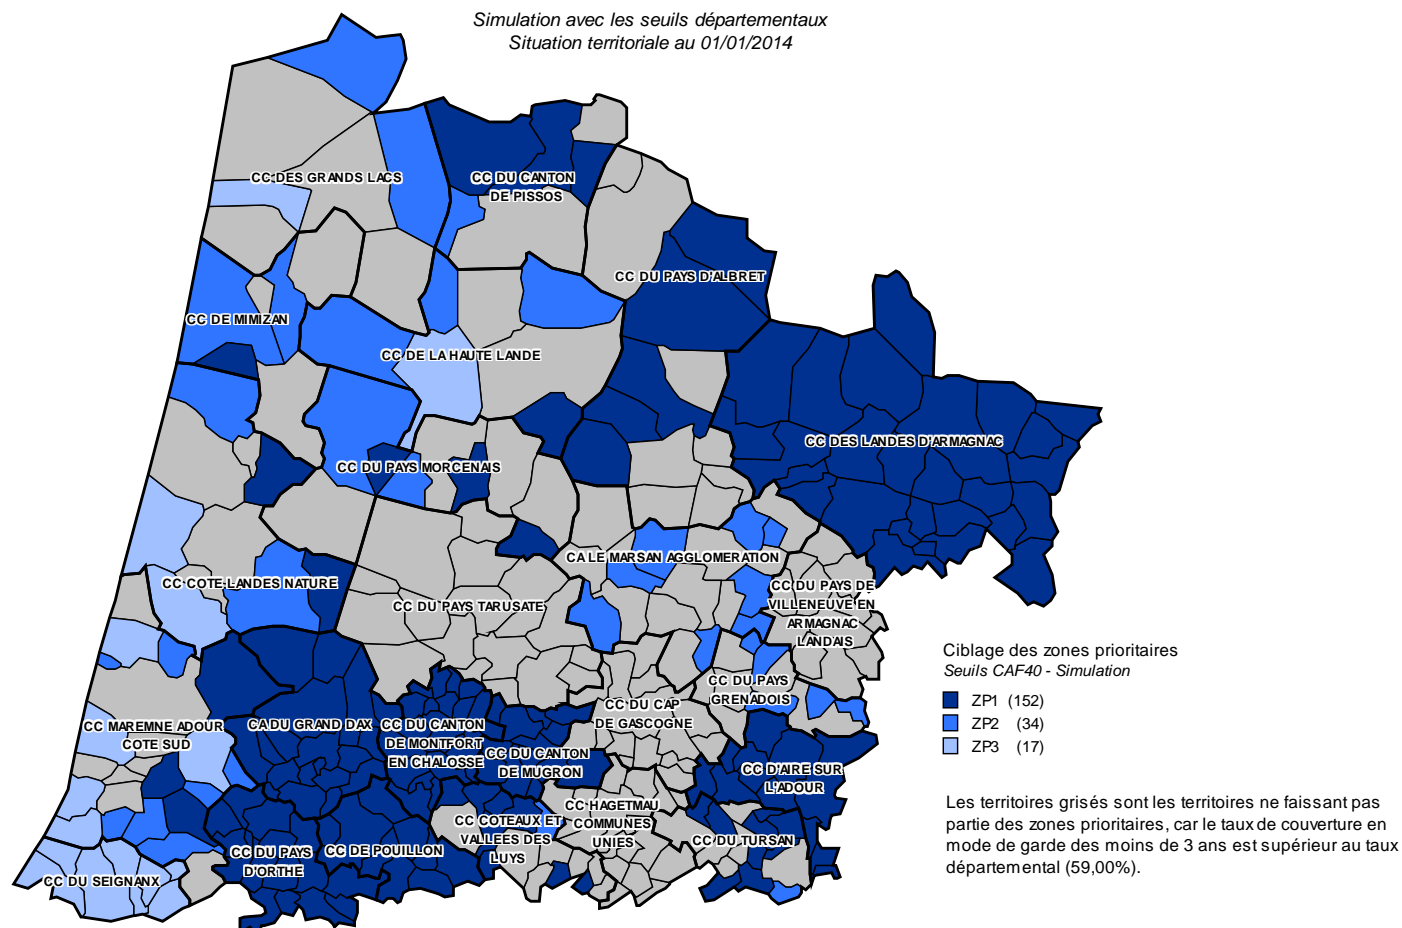 Simulation avec les seuils départementaux
Situation territoriale au 01/01/2014
CC DES GRANDS LACS
CC DU CANTON
DE PISSOS
CC DU PAYS D'ALBRET
CC DE MIMIZAN
CC DE LA HAUTE LANDE
CC DES LANDES D'ARMAGNAC
CC DU PAYS MORCENAIS
CA LE MARSAN AGGLOMERATION
CC COTE LANDES NATURE
CC DU PAYS TARUSATE
CC DU PAYS DE
VILLENEUVE EN
ARMAGNAC
LANDAIS
CC DU PAYS
GRENADOIS
CC DU CAP
DE GASCOGNE
CC MAREMNE ADOUR
COTE SUD
CA DU GRAND DAX
CC DU CANTON
DE MONTFORT
EN CHALOSSE
CC DU CANTON
DE MUGRON
CC D'AIRE SUR
L'ADOUR
CC HAGETMAU
COMMUNES
UNIES
CC COTEAUX ET
VALLEES DES
LUYS
CC DU TURSAN
CC DU PAYS
D'ORTHE
CC DE POUILLON
CC DU SEIGNANX
Ciblage des zones prioritaires
Seuils CAF40 - Simulation
ZP1 (152)
ZP2 (34)
ZP3 (17)
Les territoires grisés sont les territoires ne faisant pas
partie des zones prioritaires, car le taux de couverture en
mode de garde des moins de 3 ans est supérieur au taux
départemental (59,00%).